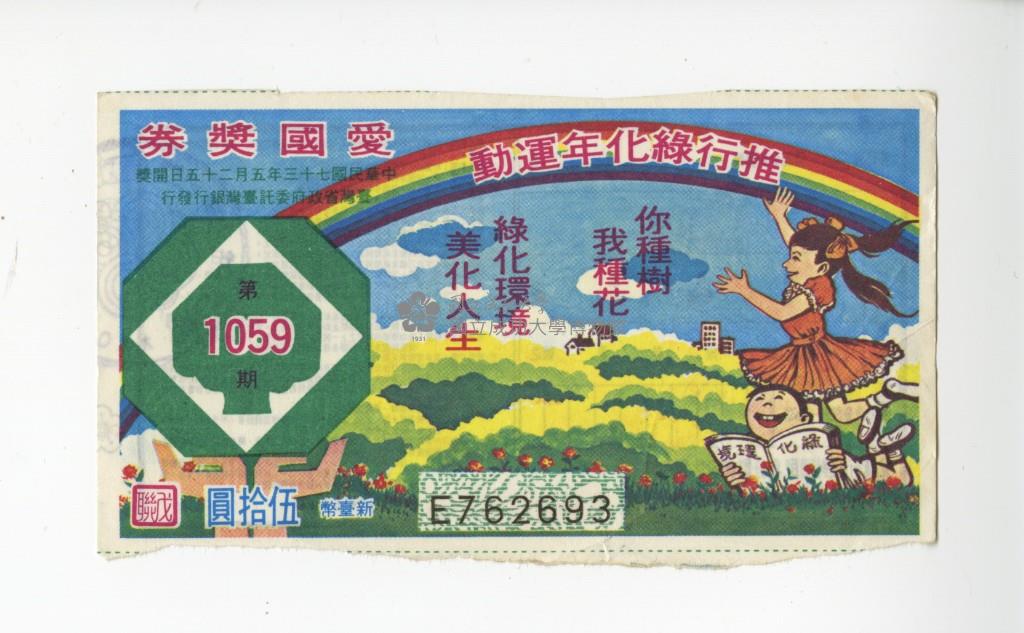 推行綠化年運動
愛國獎券
中華民國七十三年五月二十五日開獎
臺灣省政府委託臺灣銀行發行
你種樹
我種花
綠化環境
美化人生
第
1059
期
綠化
環境
新臺幣
伍拾圓
戊聯
E762693
1931